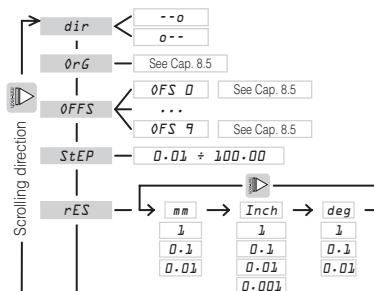 dir
--o
o--
OrG
See Cap. 8.5
OFFS
OFS 0 See Cap. 8.5
...
OFS 9 See Cap. 8.5
StEP
0.01 ÷ 100.00
rES
mm Inch deg
1 1 1
0.1 0.1 0.1
0.01 0.01 0.01
0.001
Scrolling direction